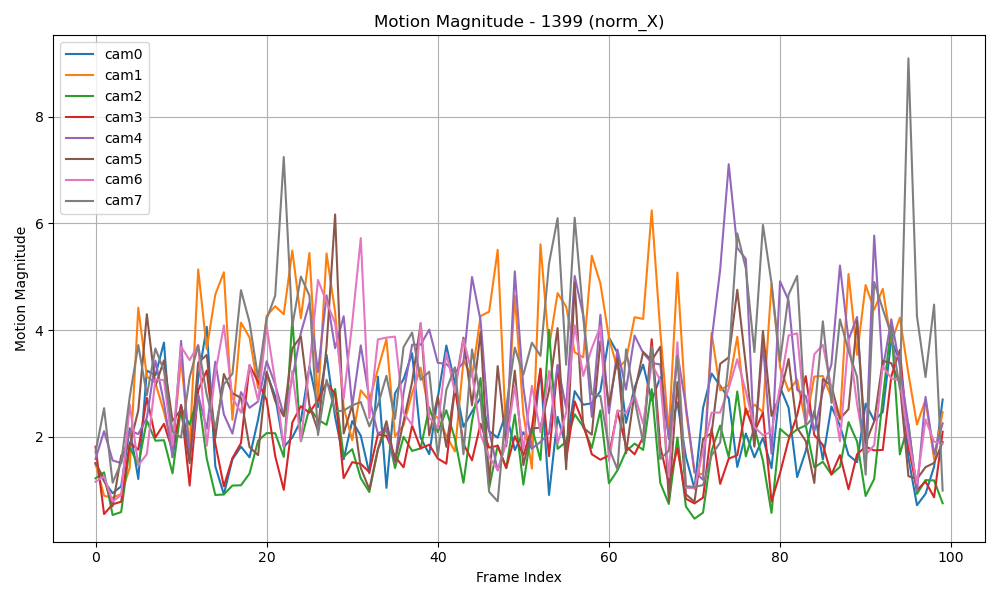 Motion Magnitude - 1399 (norm_X)
cam0
cam1
cam2
cam3
cam4
cam5
cam6
cam7
Motion Magnitude
8
6
4
2
0 20 40 60 80 100
Frame Index